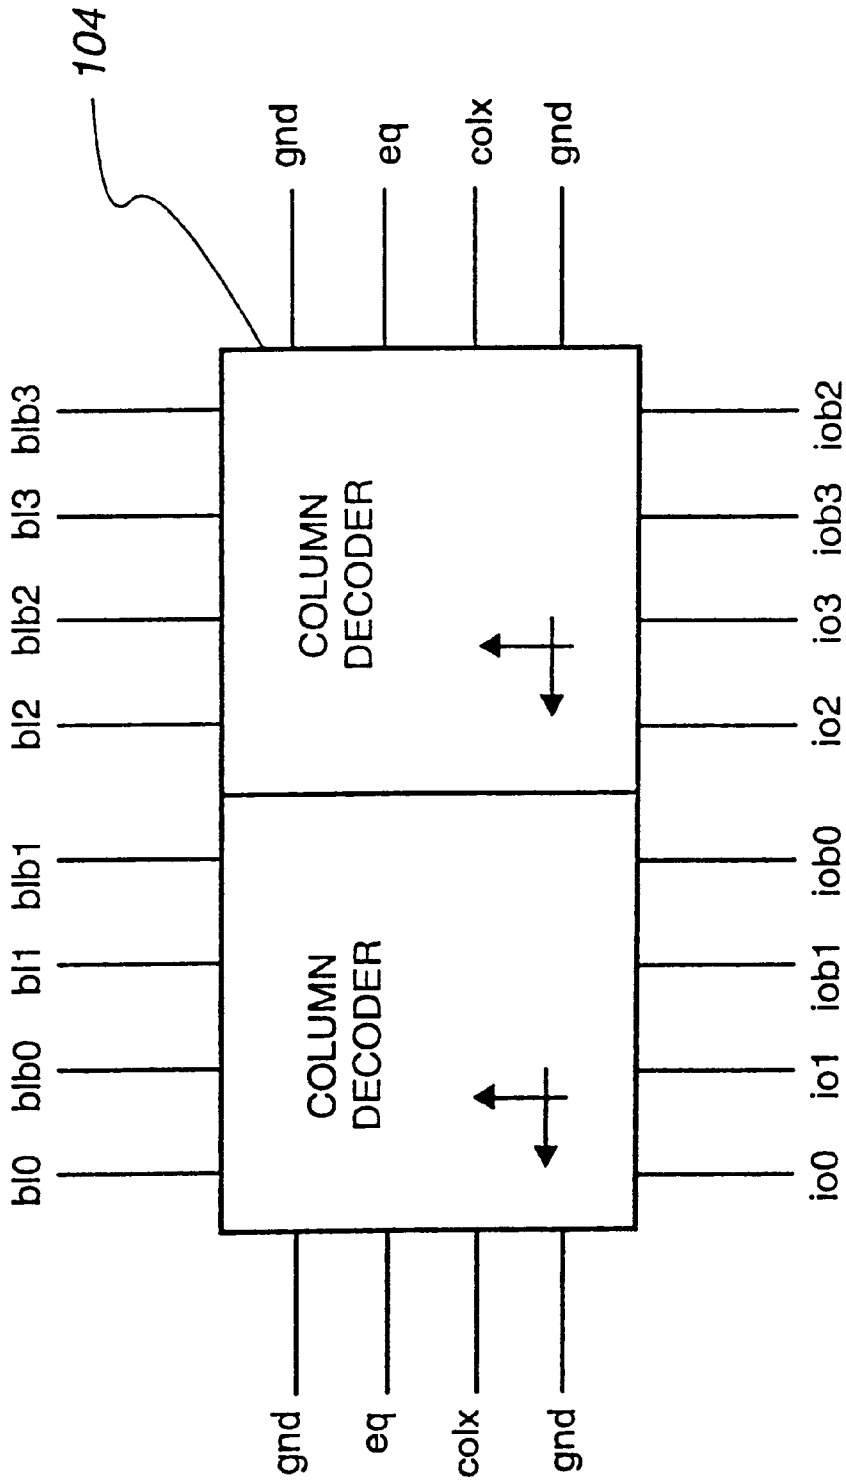 bl0
blb0
bl1
blb1
bl2
blb2
bl3
blb3
104
gnd
eq
colx
gnd
COLUMN
DECODER
COLUMN
DECODER
gnd
eq
colx
gnd
io0
io1
iob1
iob0
io2
io3
iob3
iob2